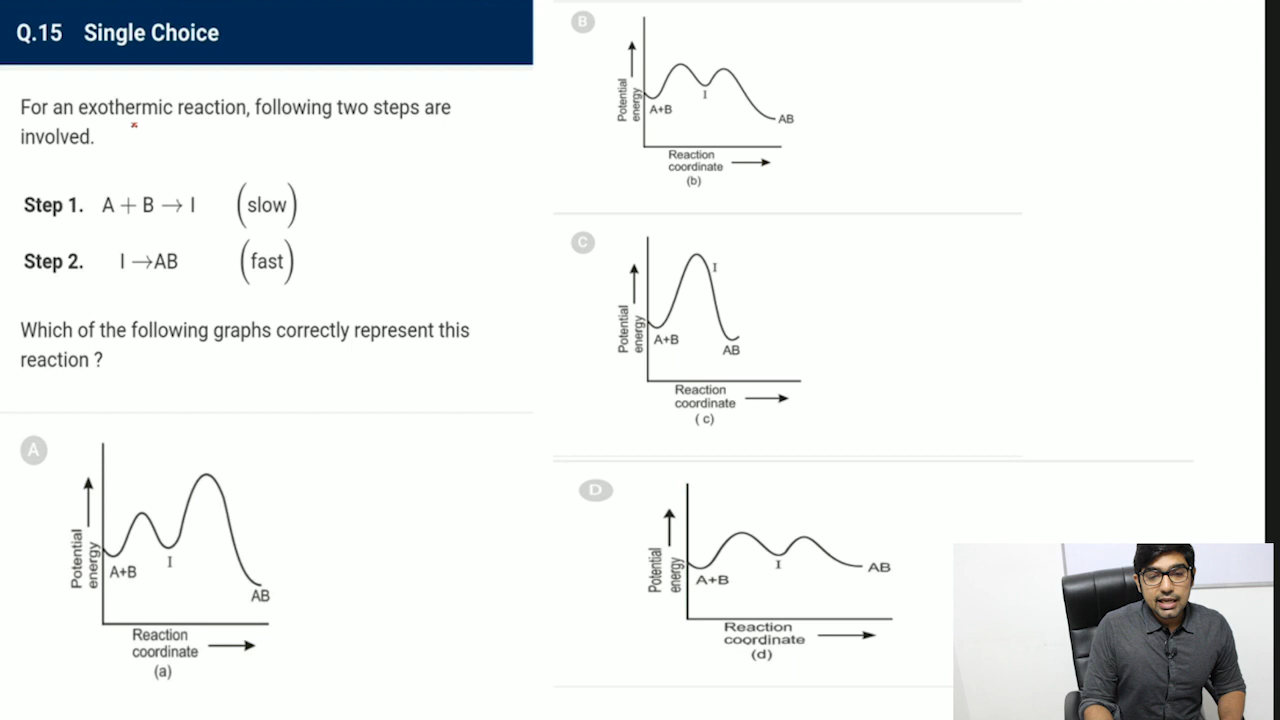 Q.15 Single Choice
For an exothermic reaction, following two steps are
involved.
Step 1. A + B → I (slow)
Step 2. I → AB (fast)
Which of the following graphs correctly represent this
reaction ?
A
Potential
energy
A+B
I
AB
Reaction
coordinate
(a)
B
Potential
energy
A+B
I
AB
Reaction
coordinate
(b)
C
Potential
energy
A+B
I
AB
Reaction
coordinate
( c)
D
Potential
energy
A+B
I
AB
Reaction
coordinate
(d)